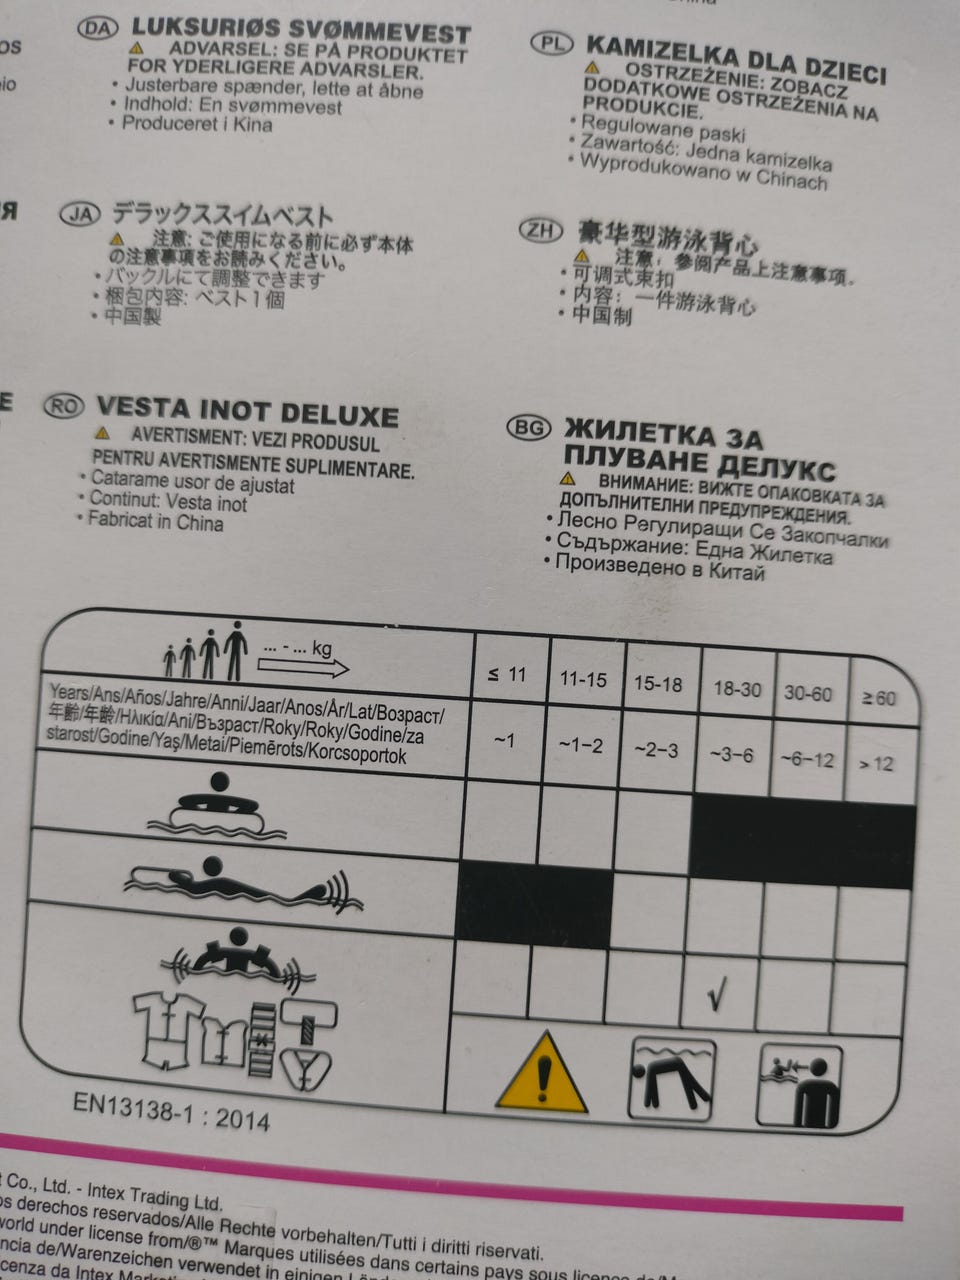 DA LUKSURIØS SVØMMEVEST
ADVARSEL: SE PÅ PRODUKTET
FOR YDERLIGERE ADVARSLER.
• Justerbare spænder, lette at åbne
• Indhold: En svømmevest
• Produceret i Kina
PL KAMIZELKA DLA DZIECI
OSTRZEŻENIE: ZOBACZ
DODATKOWE OSTRZEŻENIA NA
PRODUKCIE.
• Regulowane paski
• Zawartość: Jedna kamizelka
• Wyprodukowano w Chinach
JA デラックススイムベスト
注意: ご使用になる前に必ず本体
の注意事項をお読みください。
• バックルにて調整できます
• 梱包内容: ベスト1個
• 中国製
ZH 豪华型游泳背心
注意，参阅产品上注意事项。
• 可调式束扣
• 内容：一件游泳背心
• 中国制
RO VESTA INOT DELUXE
AVERTISMENT: VEZI PRODUSUL
PENTRU AVERTISMENTE SUPLIMENTARE.
• Catarame usor de ajustat
• Continut: Vesta inot
• Fabricat in China
BG ЖИЛЕТКА ЗА
ПЛУВАНЕ ДЕЛУКС
ВНИМАНИЕ: ВИЖТЕ ОПАКОВКАТА ЗА
ДОПЪЛНИТЕЛНИ ПРЕДУПРЕЖДЕНИЯ.
• Лесно Регулиращи Се Закопчалки
• Съдържание: Една Жилетка
• Произведено в Китай
... - ... kg
≤ 11 11-15 15-18 18-30 30-60 ≥60
Years/Ans/Años/Jahre/Anni/Jaar/Anos/År/Lat/Возраст/
年齢/年龄/Ηλικία/Ani/Възраст/Roky/Roky/Godine/za
starost/Godine/Yaş/Metai/Piemērots/Korcsoportok
~1 ~1–2 ~2–3 ~3–6 ~6–12 >12
√
EN13138-1 : 2014
Co., Ltd. - Intex Trading Ltd.
derechos reservados/Alle Rechte vorbehalten/Tutti i diritti riservati.
world under license from/®™ Marques utilisées dans certains pays sous licence
de/Warenzeichen verwendet in einigen
da Intex